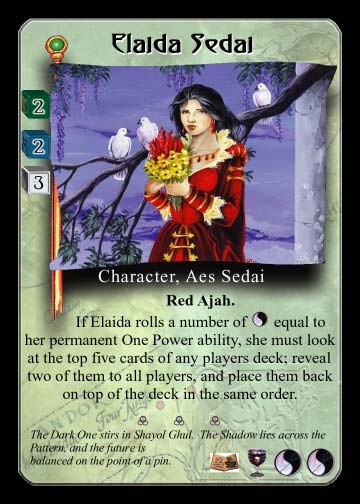 Elaida Sedai
2
2
3
Character, Aes Sedai
Red Ajah.
If Elaida rolls a number of equal to
her permanent One Power ability, she must look
at the top five cards of any players deck; reveal
two of them to all players, and place them back
on top of the deck in the same order.
The Dark One stirs in Shayol Ghul. The Shadow lies across the
Pattern, and the future is
balanced on the point of a pin.